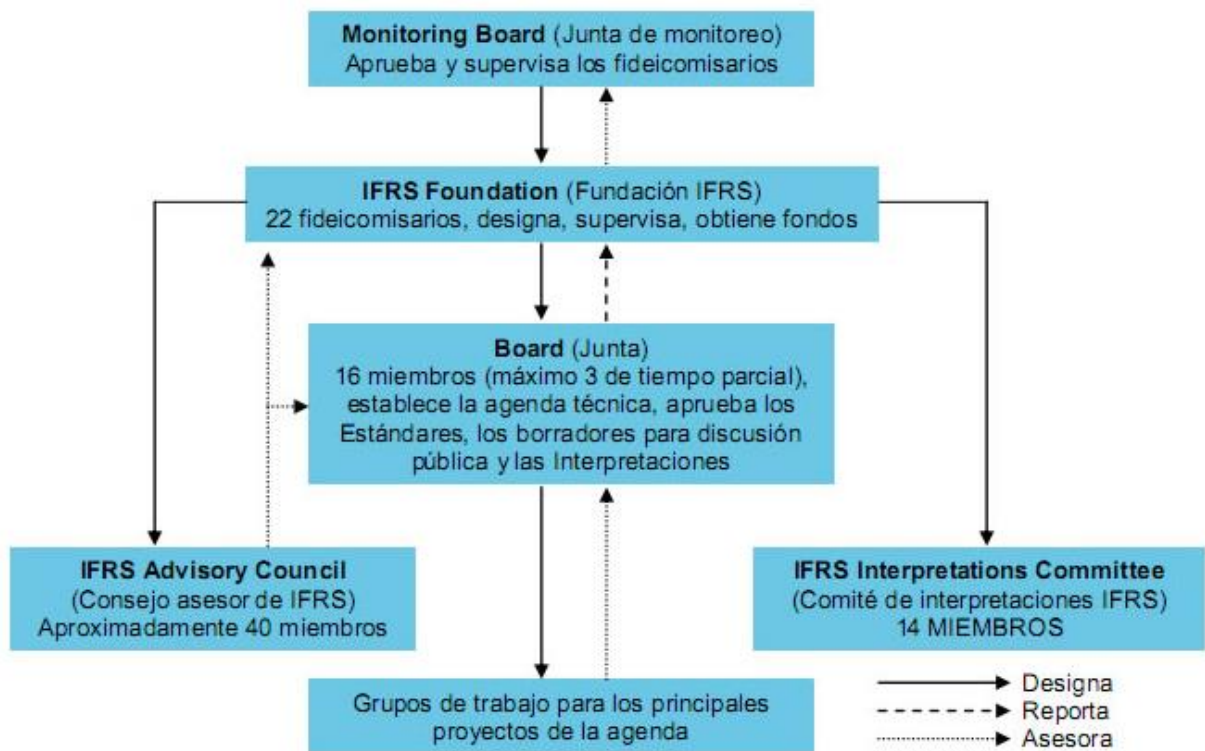 Monitoring Board (Junta de monitoreo)
Aprueba y supervisa los fideicomisarios
IFRS Foundation (Fundación IFRS)
22 fideicomisarios, designa, supervisa, obtiene fondos
Board (Junta)
16 miembros (máximo 3 de tiempo parcial),
establece la agenda técnica, aprueba los
Estándares, los borradores para discusión
pública y las Interpretaciones
IFRS Advisory Council
(Consejo asesor de IFRS)
Aproximadamente 40 miembros
IFRS Interpretations Committee
(Comité de interpretaciones IFRS)
14 MIEMBROS
Grupos de trabajo para los principales
proyectos de la agenda
Designa
Reporta
Asesora